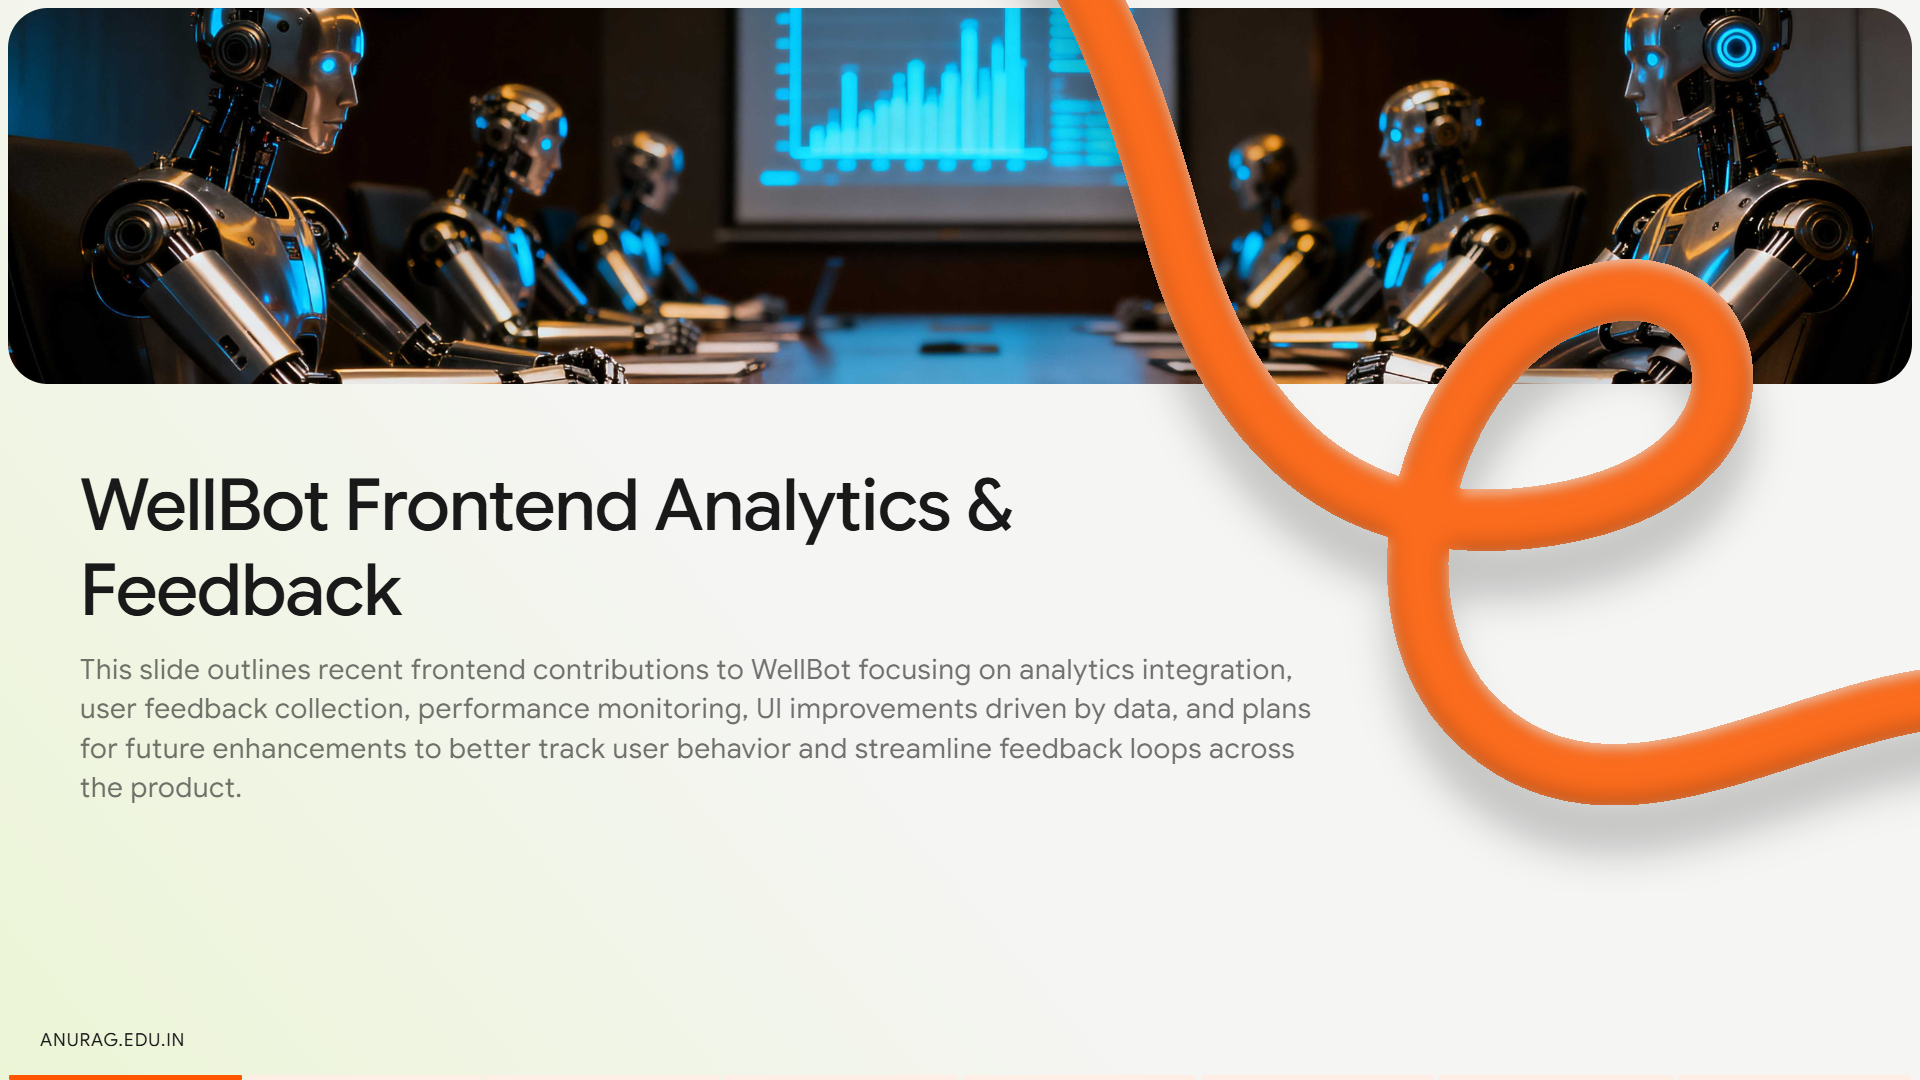 WellBot Frontend Analytics &
Feedback
This slide outlines recent frontend contributions to WellBot focusing on analytics integration,
user feedback collection, performance monitoring, UI improvements driven by data, and plans
for future enhancements to better track user behavior and streamline feedback loops across
the product.
ANURAG.EDU.IN